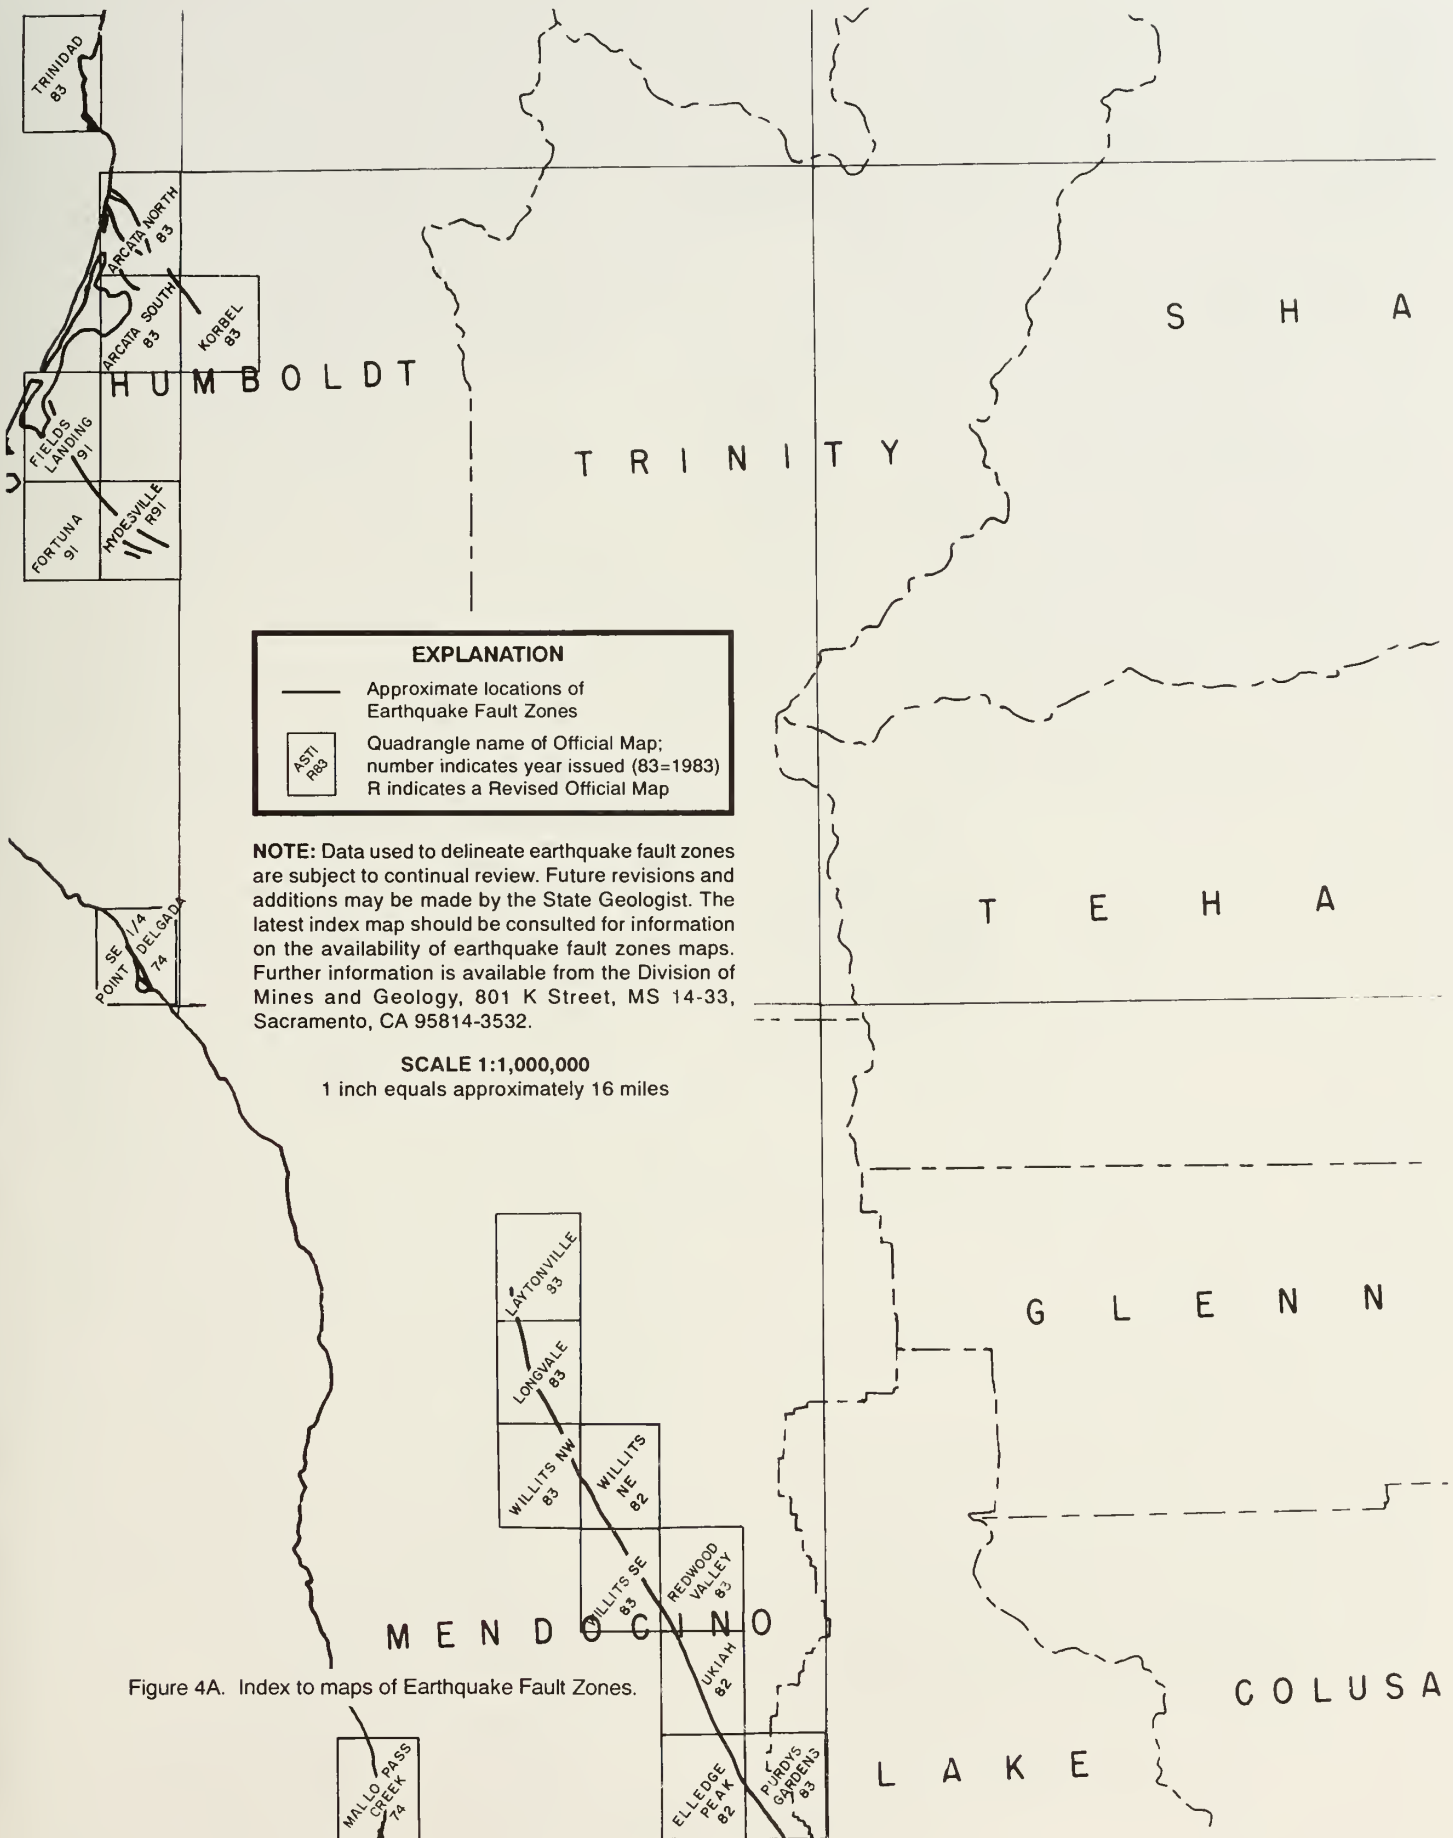 TRINIDAD
83
ARCATA NORTH
83
ARCATA SOUTH
83
KORBEL
83
S H A
HUMBOLDT
TRINITY
FIELDS
LANDING
91
FORTUNA
91
HYDESVILLE
R91
EXPLANATION
Approximate locations of
Earthquake Fault Zones
ASTI
R83
Quadrangle name of Official Map;
number indicates year issued (83=1983)
R indicates a Revised Official Map
NOTE: Data used to delineate earthquake fault zones
are subject to continual review. Future revisions and
additions may be made by the State Geologist. The
latest index map should be consulted for information
on the availability of earthquake fault zones maps.
Further information is available from the Division of
Mines and Geology, 801 K Street, MS 14-33,
Sacramento, CA 95814-3532.
T E H A
SE 1/4
POINT DELGADA
74
SCALE 1:1,000,000
1 inch equals approximately 16 miles
LAYTONVILLE
83
GLENN
LONGVALE
83
WILLITS NW
83
WILLITS
NE
82
WILLITS SE
83
REDWOOD
VALLEY
83
MENDOCINO
UKIAH
82
Figure 4A. Index to maps of Earthquake Fault Zones.
COLUSA
MALLO PASS
CREEK
74
ELLEDGE
PEAK
82
PURDYS
GARDENS
83
LAKE